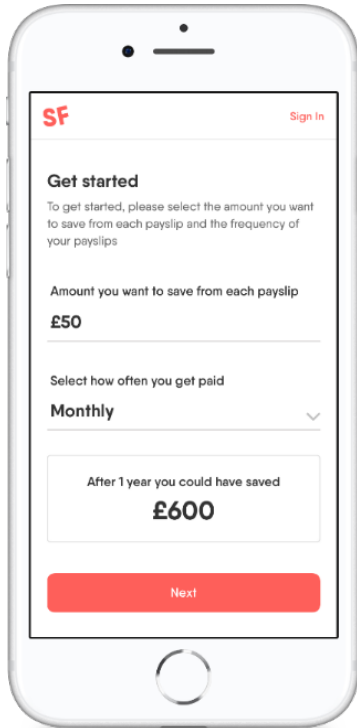 SF
Sign In
Get started
To get started, please select the amount you want
to save from each payslip and the frequency of
your payslips
Amount you want to save from each payslip
£50
Select how often you get paid
Monthly
After 1 year you could have saved
£600
Next